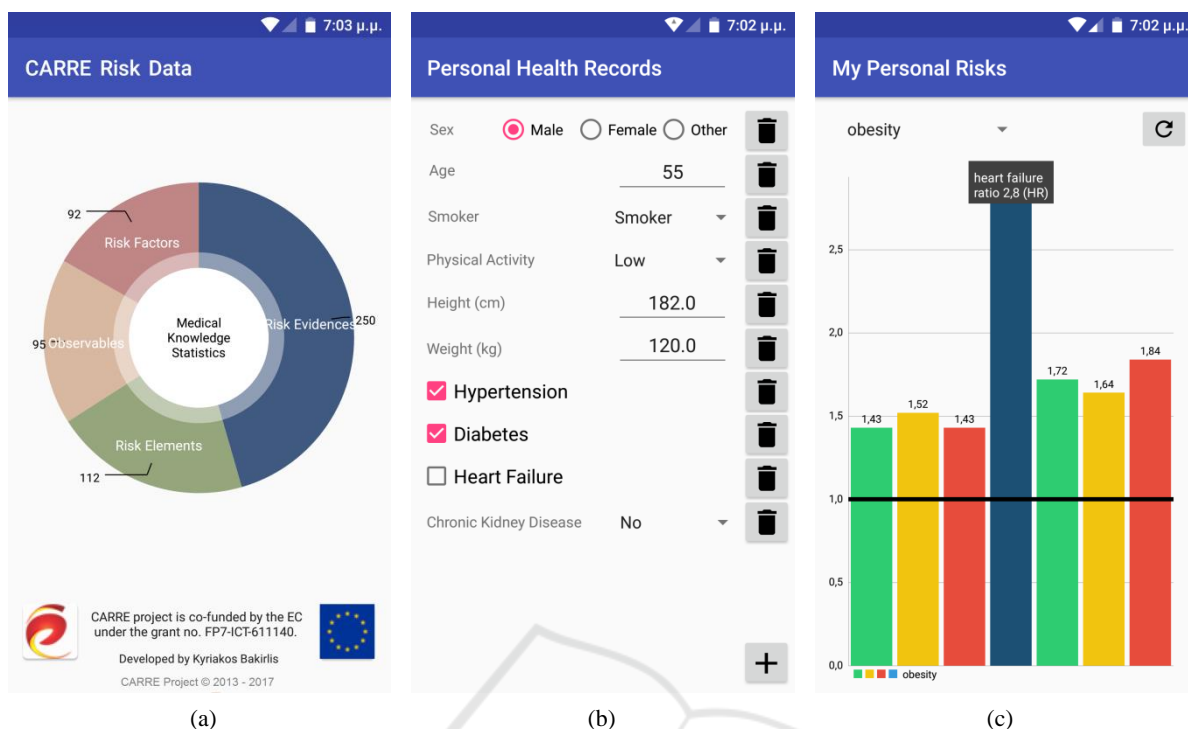 7:03 μ.μ.
CARRE Risk Data
92
Risk Factors
Medical
Knowledge
Statistics
Risk Evidences
250
95
Observables
Risk Elements
112
CARRE project is co-funded by the EC
under the grant no. FP7-ICT-611140.
Developed by Kyriakos Bakirlis
CARRE Project © 2013 - 2017
(a)
7:02 μ.μ.
Personal Health Records
Sex Male Female Other
Age 55
Smoker Smoker
Physical Activity Low
Height (cm) 182.0
Weight (kg) 120.0
Hypertension
Diabetes
Heart Failure
Chronic Kidney Disease No
+
(b)
7:02 μ.μ.
My Personal Risks
obesity
heart failure
ratio 2,8 (HR)
2,5
2,0
1,72
1,84
1,64
1,43 1,52 1,43
1,5
1,0
0,5
0,0
obesity
(c)